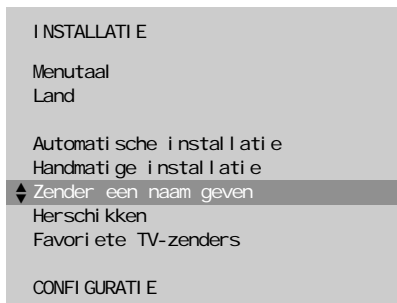 INSTALLATIE
Menutaal
Land
Automatische installatie
Handmatige installatie
Zender een naam geven
Herschikken
Favoriete TV-zenders
CONFIGURATIE